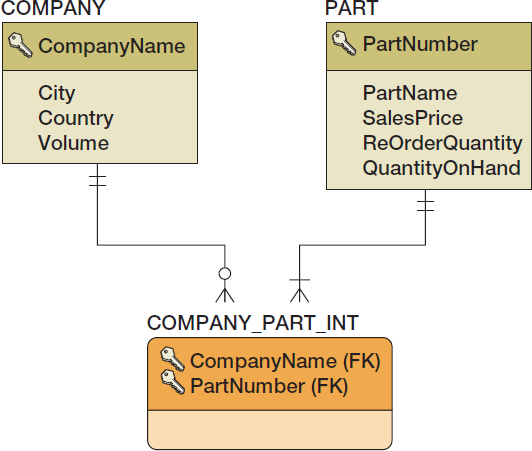 COMPANY
CompanyName
City
Country
Volume
PART
PartNumber
PartName
SalesPrice
ReOrderQuantity
QuantityOnHand
COMPANY_PART_INT
CompanyName (FK)
PartNumber (FK)